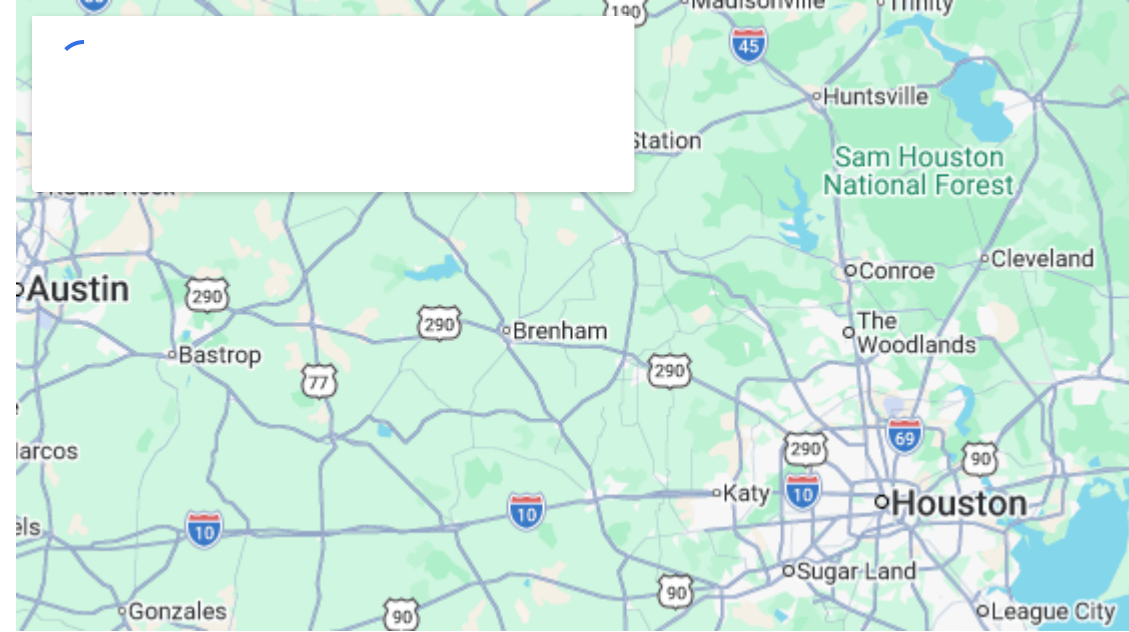 190
Madisonville
Trinity
45
Huntsville
Station
Sam Houston
National Forest
Round Rock
Cleveland
Conroe
Austin
290
290
Brenham
The
Woodlands
Bastrop
290
77
69
290
90
arcos
Katy
10
Houston
10
10
els
Sugar Land
90
Gonzales
90
League City